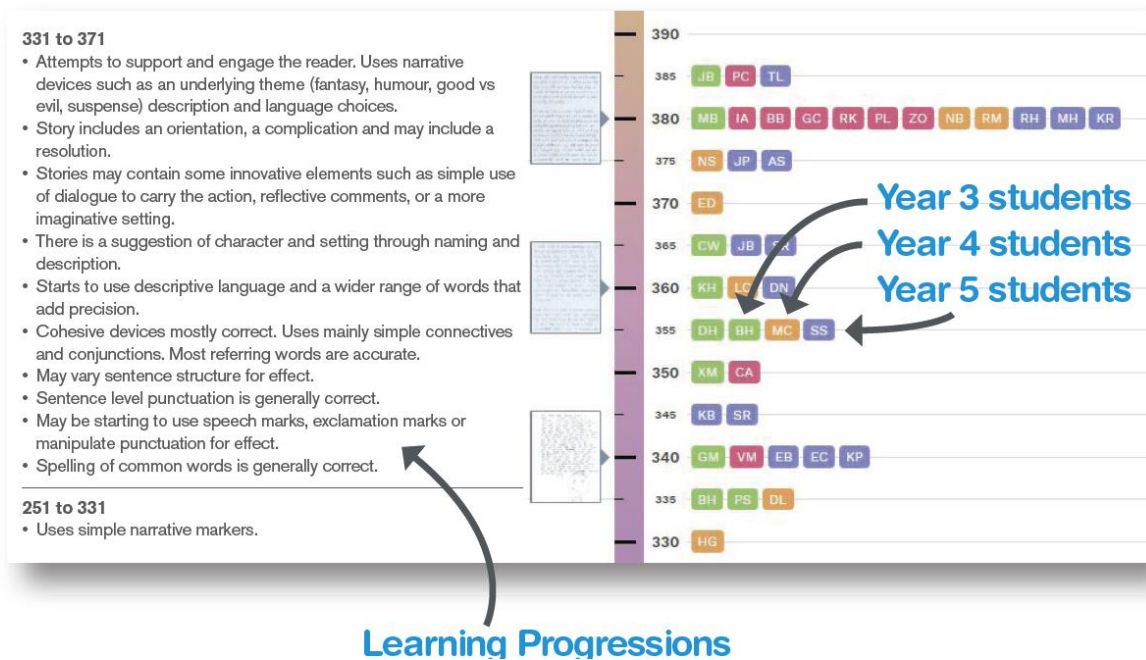 331 to 371
• Attempts to support and engage the reader. Uses narrative
devices such as an underlying theme (fantasy, humour, good vs
evil, suspense) description and language choices.
• Story includes an orientation, a complication and may include a
resolution.
• Stories may contain some innovative elements such as simple use
of dialogue to carry the action, reflective comments, or a more
imaginative setting.
• There is a suggestion of character and setting through naming and
description.
• Starts to use descriptive language and a wider range of words that
add precision.
• Cohesive devices mostly correct. Uses mainly simple connectives
and conjunctions. Most referring words are accurate.
• May vary sentence structure for effect.
• Sentence level punctuation is generally correct.
• May be starting to use speech marks, exclamation marks or
manipulate punctuation for effect.
• Spelling of common words is generally correct.
251 to 331
• Uses simple narrative markers.
390
385 JB PC TL
380 MB IA BB GC RK PL ZO NB RM RH MH KR
375 NS JP AS
370 ED
365 CW JB
360 KH DN
355 DH BH MC SS
350 XM CA
345 KB SR
340 GM VM EB EC KP
335 BH PS DL
330 HG
Year 3 students
Year 4 students
Year 5 students
Learning Progressions